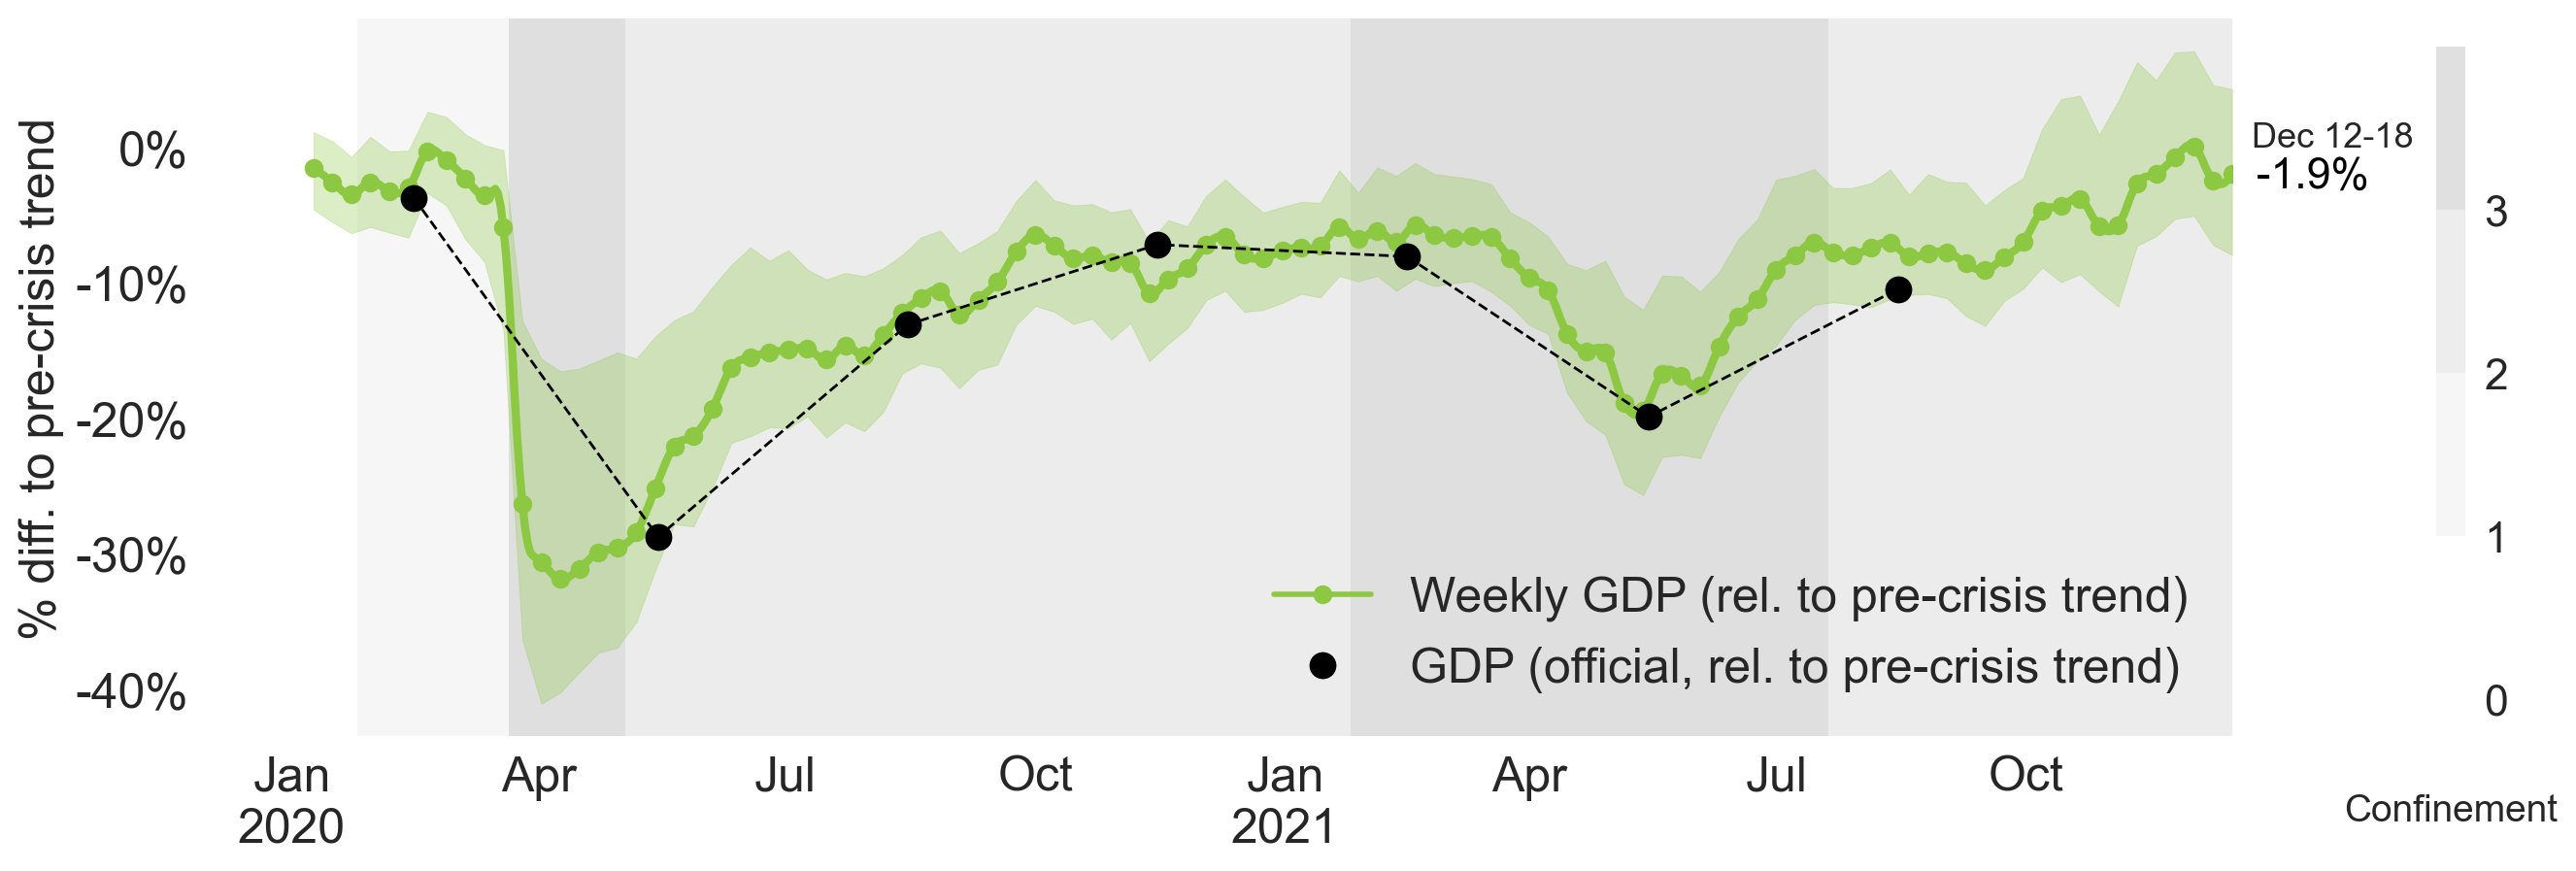 % diff. to pre-crisis trend
0%
-10%
-20%
-30%
-40%
Jan
2020
Apr
Jul
Oct
Jan
2021
Apr
Jul
Oct
Weekly GDP (rel. to pre-crisis trend)
GDP (official, rel. to pre-crisis trend)
Dec 12-18
-1.9%
3
2
1
0
Confinement